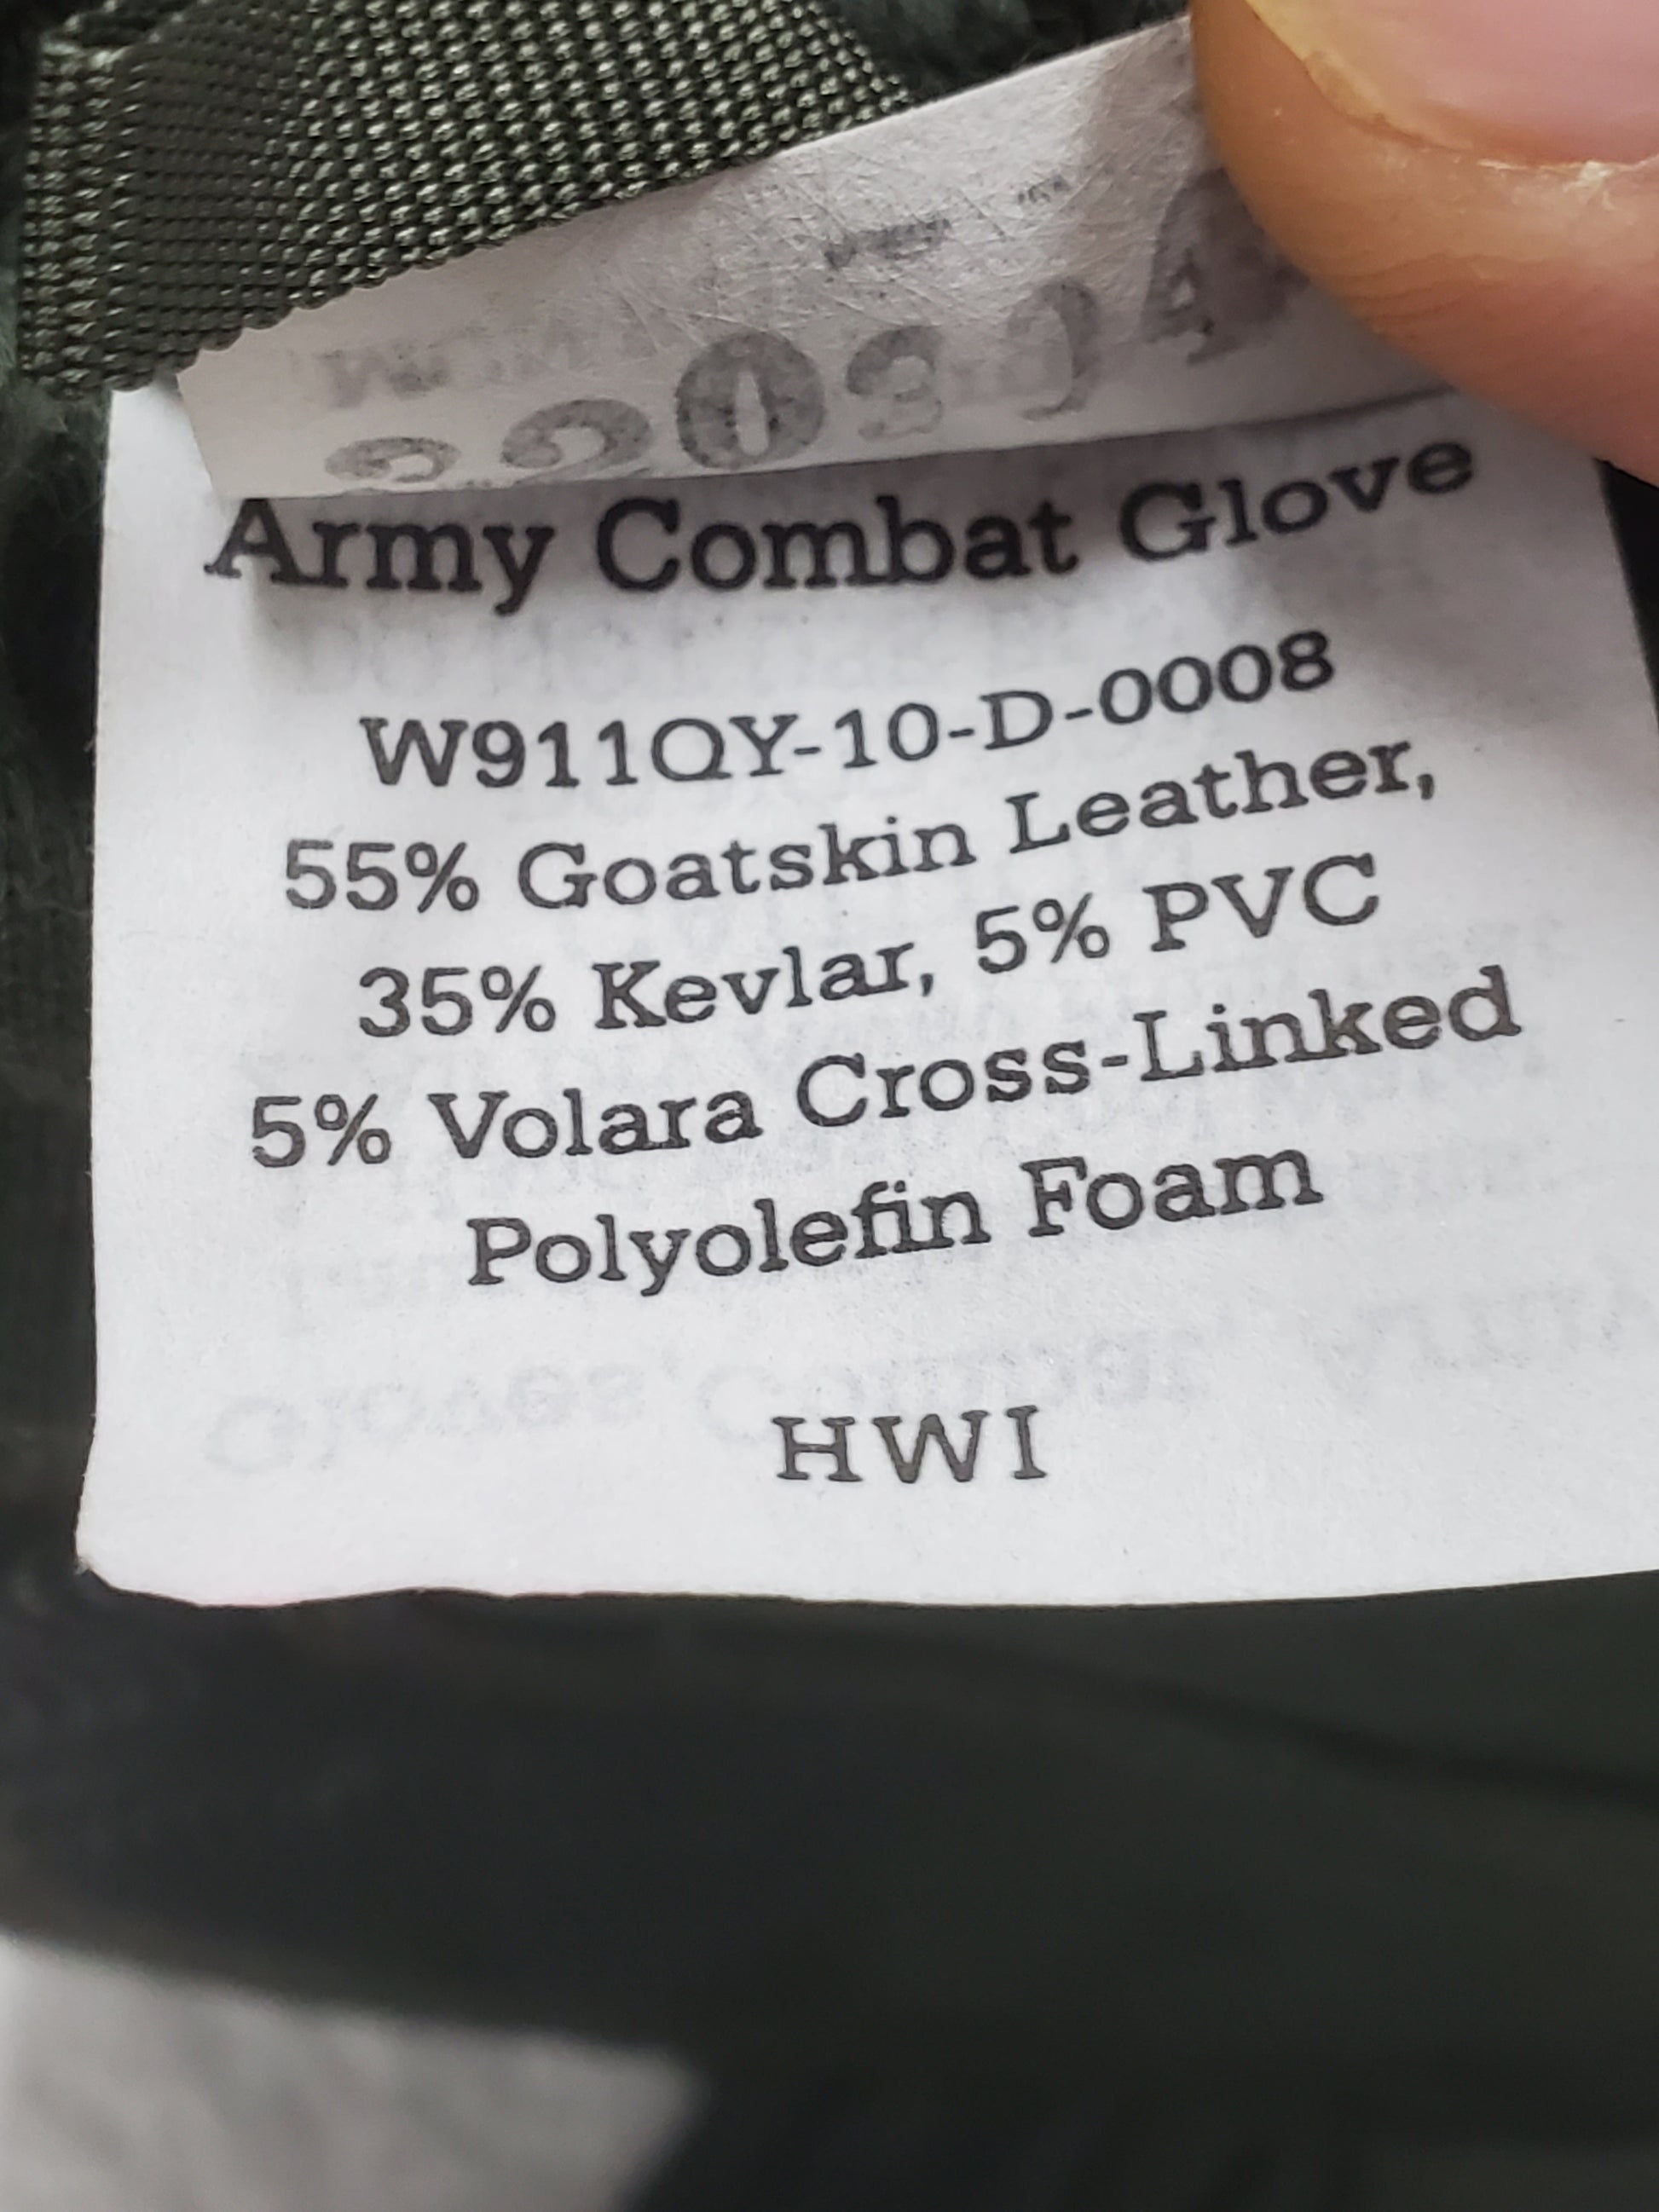 Army Combat Glove
W911QY-10-D-0008
55% Goatskin Leather,
35% Kevlar, 5% PVC
5% Volara Cross-Linked
Polyolefin Foam
HWI